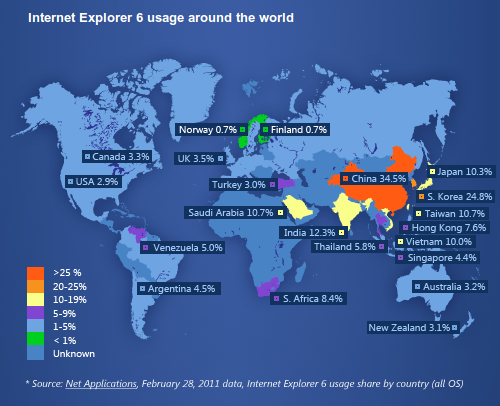 Internet Explorer 6 usage around the world
Norway 0.7%
Finland 0.7%
Canada 3.3%
UK 3.5%
Japan 10.3%
USA 2.9%
Turkey 3.0%
China 34.5%
S. Korea 24.8%
Saudi Arabia 10.7%
Taiwan 10.7%
Hong Kong 7.6%
India 12.3%
Vietnam 10.0%
Venezuela 5.0%
Thailand 5.8%
Singapore 4.4%
Argentina 4.5%
S. Africa 8.4%
Australia 3.2%
New Zealand 3.1%
>25 %
20-25%
10-19%
5-9%
1-5%
< 1%
Unknown
* Source: Net Applications, February 28, 2011 data, Internet Explorer 6 usage share by country (all OS)